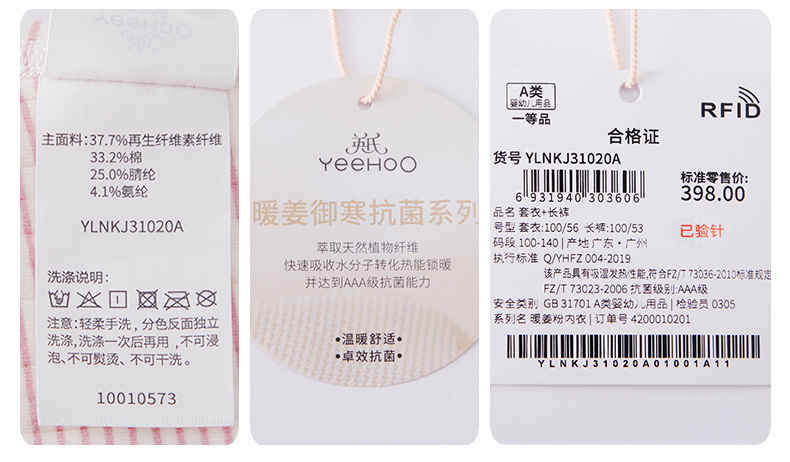 YEEHOO
主面料:37.7%再生纤维素纤维
33.2%棉
25.0%腈纶
4.1%氨纶
YLNKJ31020A
洗涤说明:
注意:轻柔手洗,分色反面独立
洗涤,洗涤一次后再用,不可浸
泡、不可熨烫、不可干洗。
10010573
英氏
YeeHoO
暖姜御寒抗菌系列
萃取天然植物纤维
快速吸收水分子转化热能锁暖
并达到AAA级抗菌能力
•温暖舒适•
•卓效抗菌•
A类
婴幼儿用品
一等品
RFID
合格证
货号 YLNKJ31020A
6 931940 303606
标准零售价:
398.00
品名 套衣+长裤
号型 套衣:100/56 长裤:100/53
已验针
码段 100-140 | 产地 广东·广州
执行标准 Q/YHFZ 004-2019
该产品具有吸湿发热性能,符合FZ/T 73036-2010标准规定
FZ/T 73023-2006 抗菌级别:AAA级
安全类别 GB 31701 A类婴幼儿用品 | 检验员 0305
系列名 暖姜粉内衣 | 订单号 4200010201
YLNKJ31020A01001A11